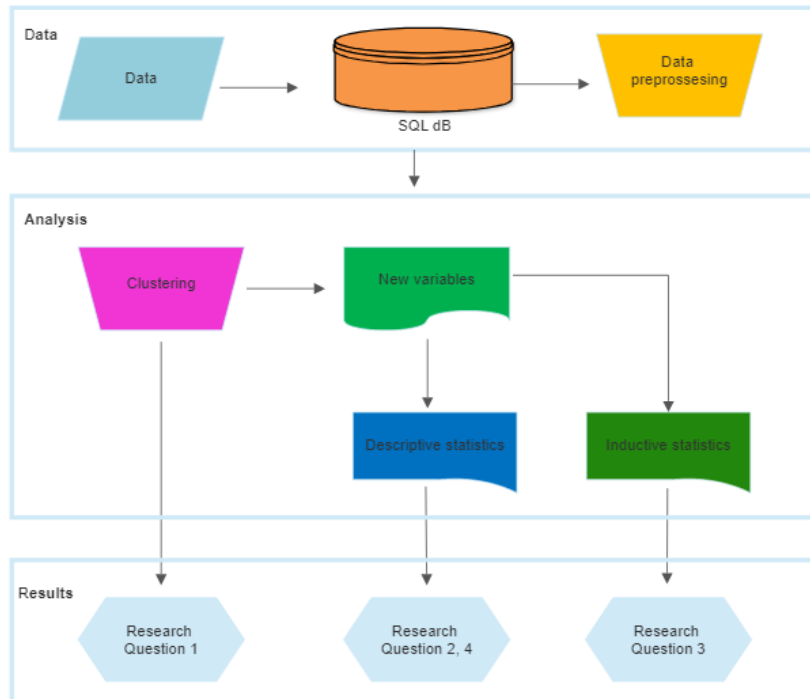 Data
Data
SQL dB
Data
preprossesing
Analysis
Clustering
New variables
Descriptive statistics
Inductive statistics
Results
Research
Question 1
Research
Question 2, 4
Research
Question 3